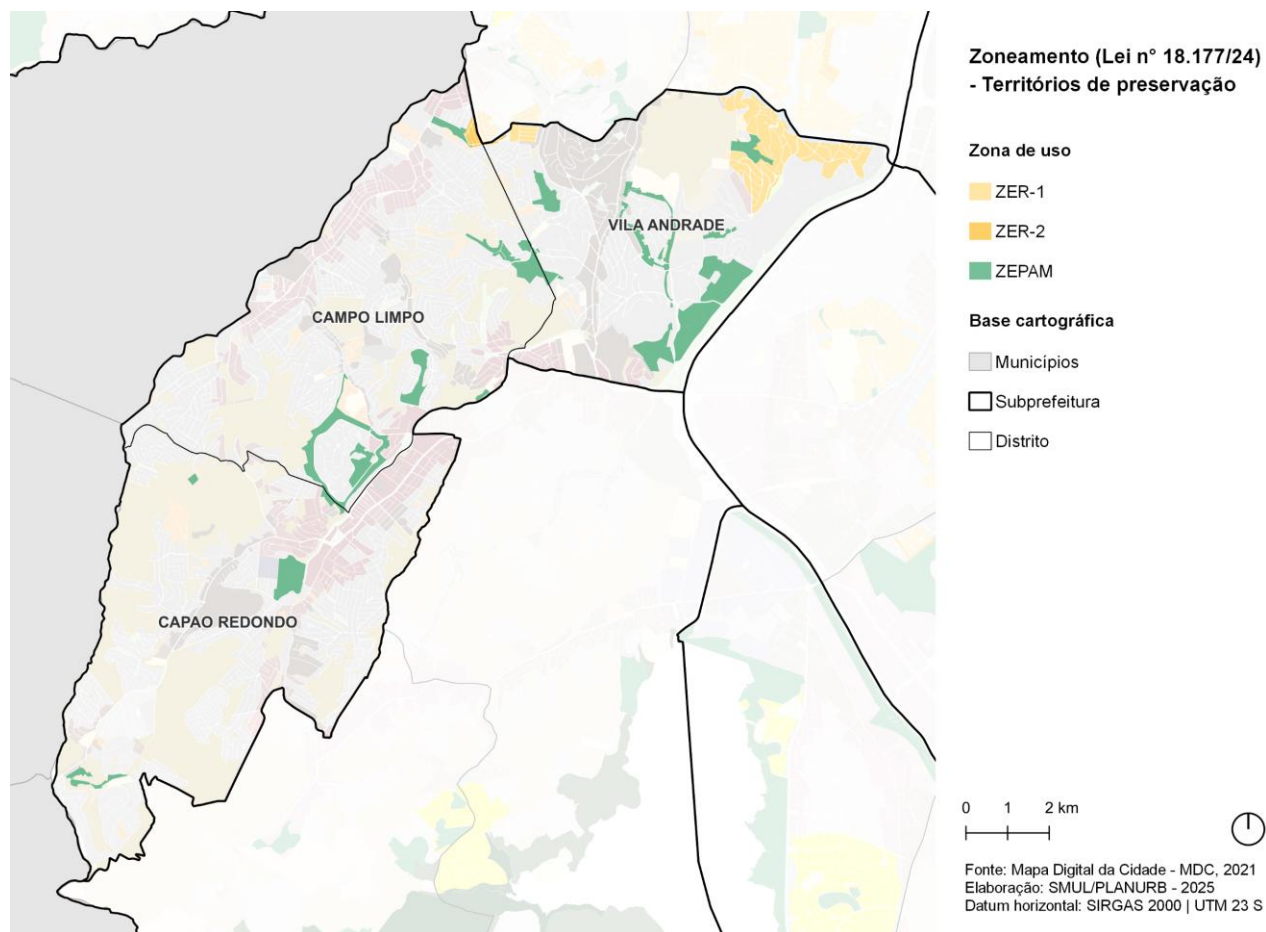 Zoneamento (Lei n° 18.177/24)
- Territórios de preservação
Zona de uso
ZER-1
ZER-2
ZEPAM
Base cartográfica
Municípios
Subprefeitura
Distrito
VILA ANDRADE
CAMPO LIMPO
CAPAO REDONDO
0 1 2 km
Fonte: Mapa Digital da Cidade - MDC, 2021
Elaboração: SMUL/PLANURB - 2025
Datum horizontal: SIRGAS 2000 | UTM 23 S